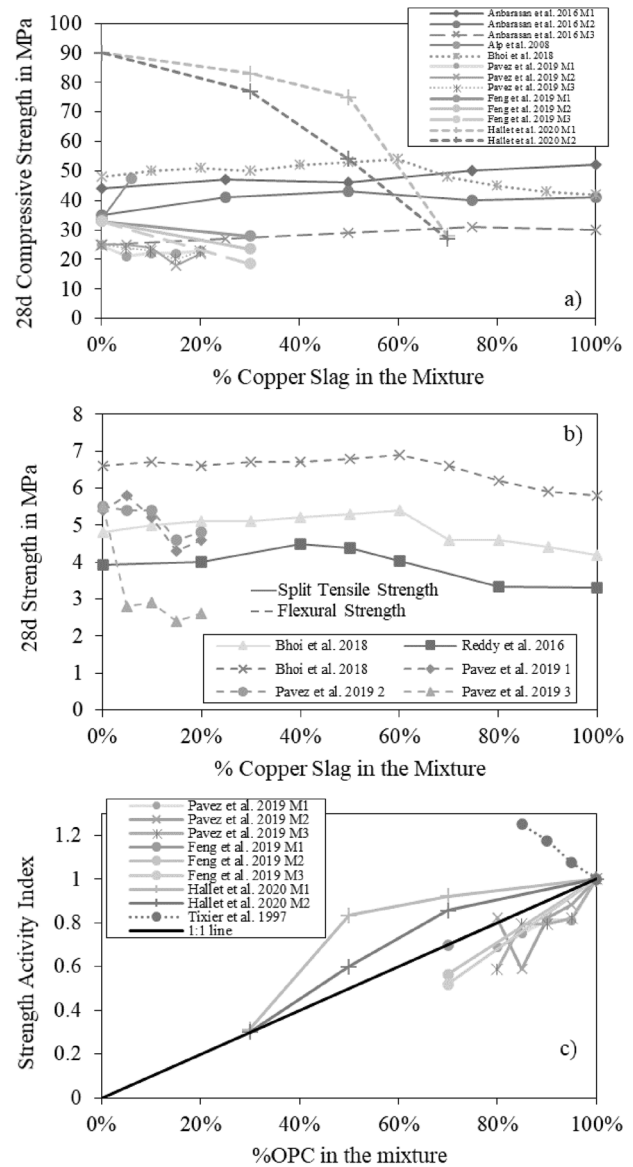 Anbarasan et al. 2016 M1
Anbarasan et al. 2016 M2
Anbarasan et al. 2016 M3
Alp et al. 2008
Bhoi et al. 2018
Pavez et al. 2019 M1
Pavez et al. 2019 M2
Pavez et al. 2019 M3
Feng et al. 2019 M1
Feng et al. 2019 M2
Feng et al. 2019 M3
Hallet et al. 2020 M1
Hallet et al. 2020 M2
28d Compressive Strength in MPa
100
90
80
70
60
50
40
30
20
10
0
a)
0% 20% 40% 60% 80% 100%
% Copper Slag in the Mixture
28d Strength in MPa
8
7
6
5
4
3
2
1
0
b)
Split Tensile Strength
Flexural Strength
Bhoi et al. 2018 Reddy et al. 2016
Bhoi et al. 2018 Pavez et al. 2019 1
Pavez et al. 2019 2 Pavez et al. 2019 3
0% 20% 40% 60% 80% 100%
% Copper Slag in the Mixture
Pavez et al. 2019 M1
Pavez et al. 2019 M2
Pavez et al. 2019 M3
Feng et al. 2019 M1
Feng et al. 2019 M2
Feng et al. 2019 M3
Hallet et al. 2020 M1
Hallet et al. 2020 M2
Tixier et al. 1997
1:1 line
Strength Activity Index
1.2
1
0.8
0.6
0.4
0.2
0
c)
0% 20% 40% 60% 80% 100%
%OPC in the mixture